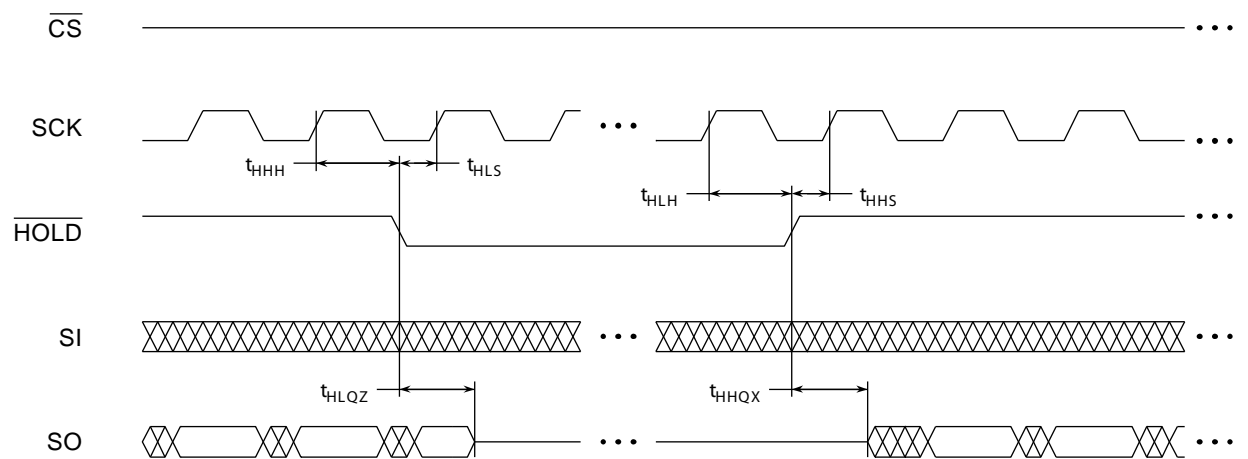 CS
SCK
tHHH tHLS
tHLH tHHS
HOLD
SI
tHLQZ tHHQX
SO